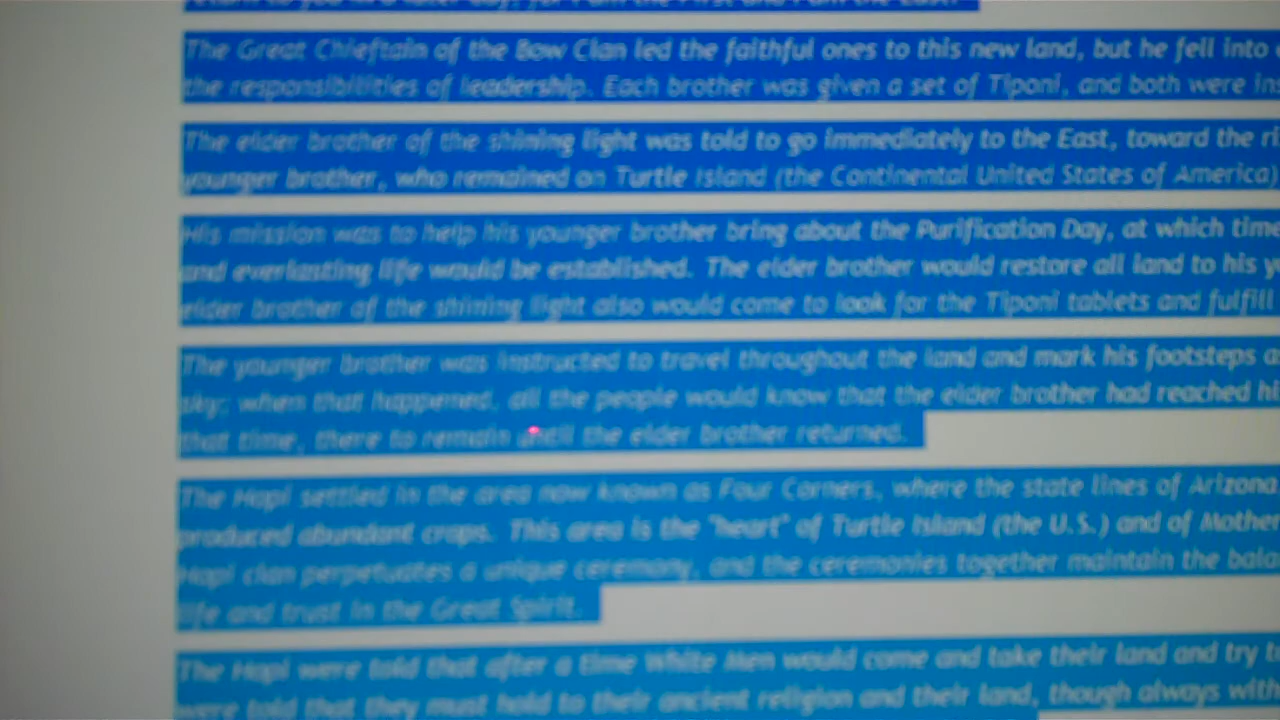 The Great Chieftain of the Bow Clan led the faithful ones to this new land, but he fell into
the responsibilities of leadership. Each brother was given a set of Tiponi, and both were
The elder brother of the shining light was told to go immediately to the East, toward the
younger brother, who remained on Turtle Island (the Continental United States of America)
His mission was to help his younger brother bring about the Purification Day, at which time
and everlasting life would be established. The elder brother would restore all land to his
elder brother of the shining light also would come to look for the Tiponi tablets and fulfill
The younger brother was instructed to travel throughout the land and mark his footsteps
sky; when that happened, all the people would know that the elder brother had reached
that time, there to remain until the elder brother returned.
The Hopi settled in the area now known as Four Corners, where the state lines of Arizona
produced abundant crops. This area is the "heart" of Turtle Island (the U.S.) and of Mother
Hopi clan perpetuates a unique ceremony, and the ceremonies together maintain the
life and trust in the Great Spirit.
The Hopi were told that after a time White Men would come and take their land and try
were told that they must hold to their ancient religion and their land, though always